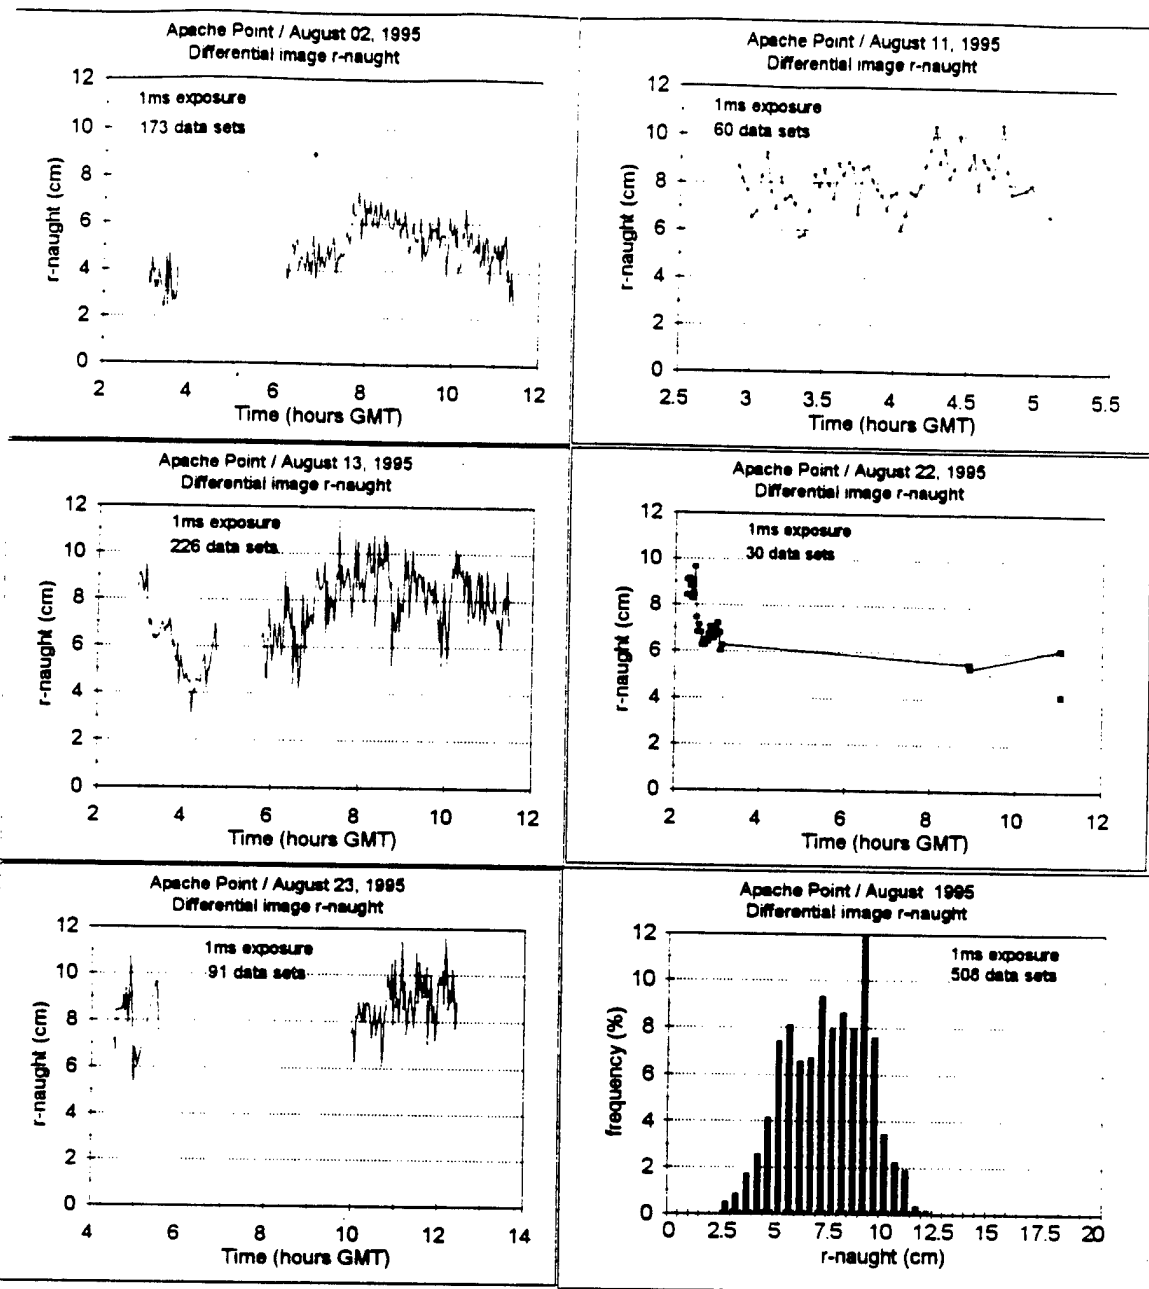 Apache Point / August 02, 1995
Differential image r-naught
1ms exposure
173 data sets
r-naught (cm)
12
10
8
6
4
2
0
2 4 6 8 10 12
Time (hours GMT)
Apache Point / August 11, 1995
Differential image r-naught
1ms exposure
60 data sets
r-naught (cm)
12
10
8
6
4
2
0
2.5 3 3.5 4 4.5 5 5.5
Time (hours GMT)
Apache Point / August 13, 1995
Differential image r-naught
1ms exposure
226 data sets
r-naught (cm)
12
10
8
6
4
2
0
2 4 6 8 10 12
Time (hours GMT)
Apache Point / August 22, 1995
Differential image r-naught
1ms exposure
30 data sets
r-naught (cm)
12
10
8
6
4
2
0
2 4 6 8 10 12
Time (hours GMT)
Apache Point / August 23, 1995
Differential image r-naught
1ms exposure
91 data sets
r-naught (cm)
12
10
8
6
4
2
0
4 6 8 10 12 14
Time (hours GMT)
Apache Point / August 1995
Differential image r-naught
1ms exposure
508 data sets
frequency (%)
12
10
8
6
4
2
0
0 2.5 5 7.5 10 12.5 15 17.5 20
r-naught (cm)